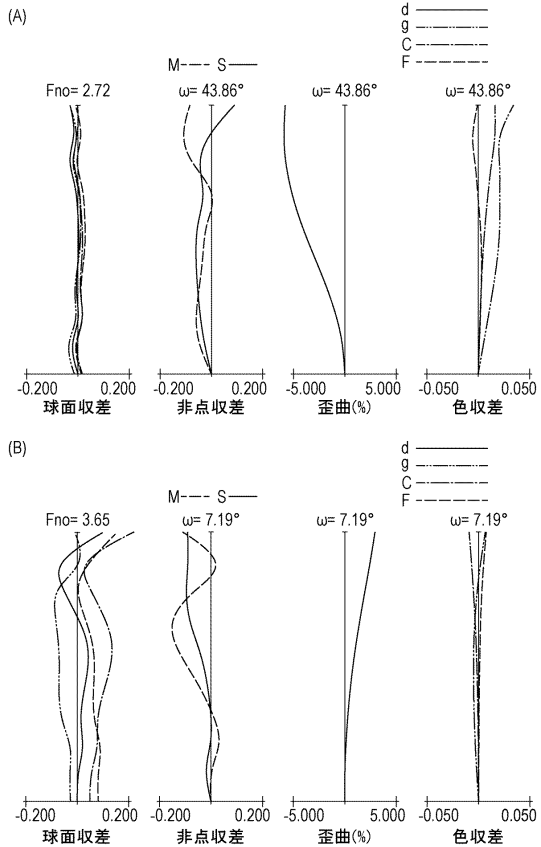 (A)
d
g
C
F
M S
Fno= 2.72
ω= 43.86°
ω= 43.86°
ω= 43.86°
-0.200 0.200
-0.200 0.200
-5.000 5.000
-0.050 0.050
球面収差
非点収差
歪曲(%)
色収差
(B)
d
g
C
F
M S
Fno= 3.65
ω= 7.19°
ω= 7.19°
ω= 7.19°
-0.200 0.200
-0.200 0.200
-5.000 5.000
-0.050 0.050
球面収差
非点収差
歪曲(%)
色収差